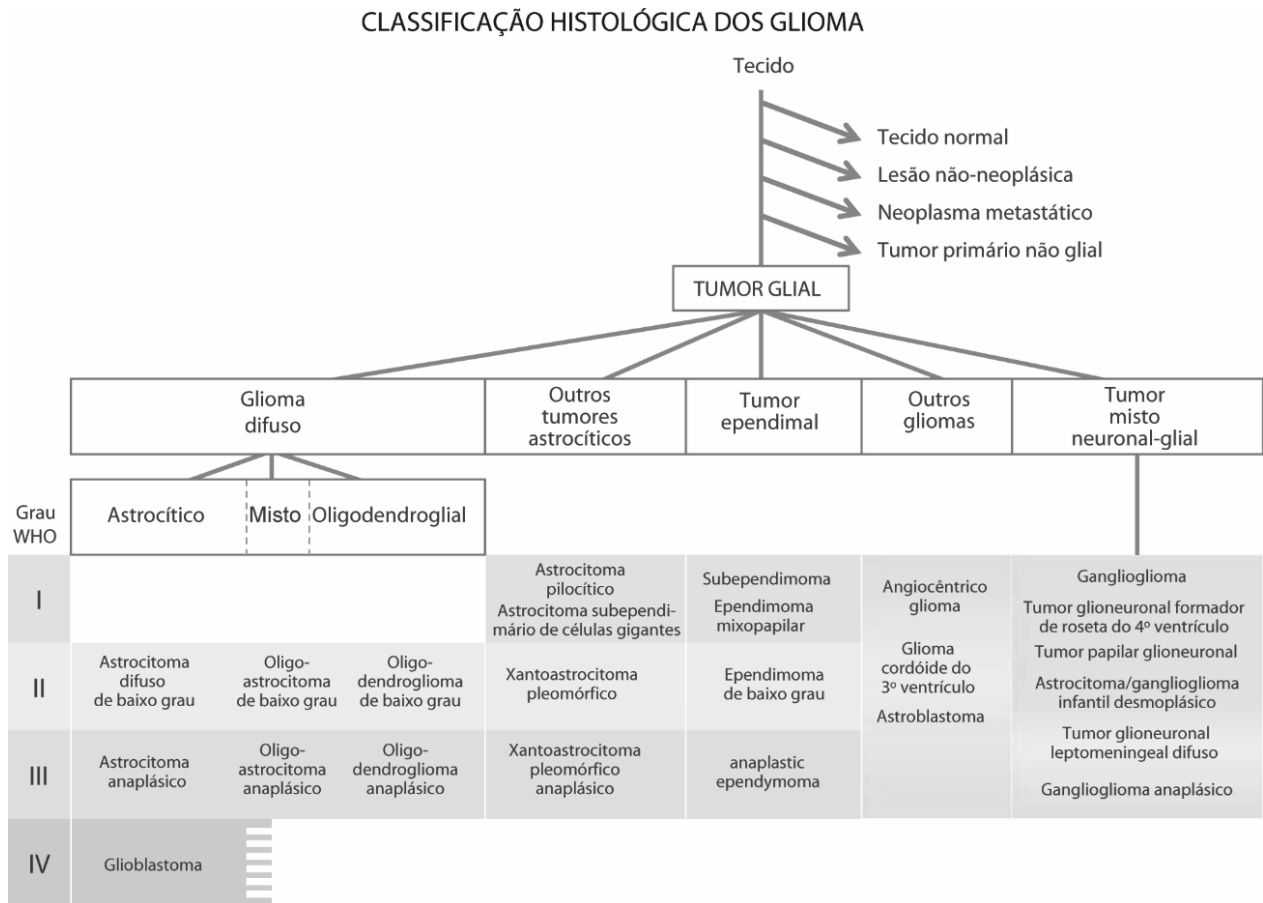 CLASSIFICAÇÃO HISTOLÓGICA DOS GLIOMA
Tecido
Tecido normal
Lesão não-neoplásica
Neoplasma metastático
Tumor primário não glial
TUMOR GLIAL
Glioma
difuso
Outros
tumores
astrocíticos
Tumor
ependimal
Outros
gliomas
Tumor
misto
neuronal-glial
Grau
WHO
Astrocítico
Misto
Oligodendroglial
I
Astrocitoma
pilocítico
Astrocitoma subependi-
mário de células gigantes
Subependimoma
Ependimoma
mixopapilar
Angiocêntrico
glioma
Ganglioglioma
Tumor glioneuronal formador
de roseta do 4º ventrículo
II
Astrocitoma
difuso
de baixo grau
Oligo-
astrocitoma
de baixo grau
Oligo-
dendroglioma
de baixo grau
Xantoastrocitoma
pleomórfico
Ependimoma
de baixo grau
Glioma
cordóide do
3º ventrículo
Astroblastoma
Tumor papilar glioneuronal
Astrocitoma/ganglioglioma
infantil desmoplásico
III
Astrocitoma
anaplásico
Oligo-
astrocitoma
anaplásico
Oligo-
dendroglioma
anaplásico
Xantoastrocitoma
pleomórfico
anaplásico
anaplastic
ependymoma
Tumor glioneuronal
leptomeningeal difuso
Ganglioglioma anaplásico
IV
Glioblastoma